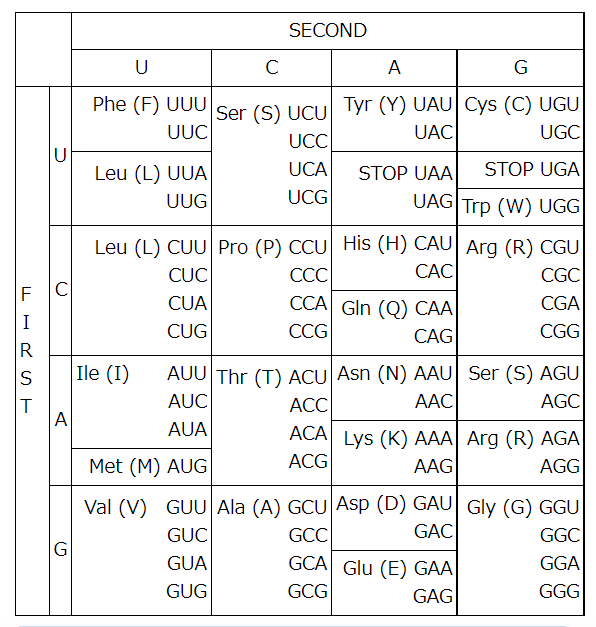 SECOND
U C A G
FIRST
U
Phe (F) UUU
UUC
Leu (L) UUA
UUG
Ser (S) UCU
UCC
UCA
UCG
Tyr (Y) UAU
UAC
STOP UAA
UAG
Cys (C) UGU
UGC
STOP UGA
Trp (W) UGG
C
Leu (L) CUU
CUC
CUA
CUG
Pro (P) CCU
CCC
CCA
CCG
His (H) CAU
CAC
Gln (Q) CAA
CAG
Arg (R) CGU
CGC
CGA
CGG
A
Ile (I) AUU
AUC
AUA
Met (M) AUG
Thr (T) ACU
ACC
ACA
ACG
Asn (N) AAU
AAC
Lys (K) AAA
AAG
Ser (S) AGU
AGC
Arg (R) AGA
AGG
G
Val (V) GUU
GUC
GUA
GUG
Ala (A) GCU
GCC
GCA
GCG
Asp (D) GAU
GAC
Glu (E) GAA
GAG
Gly (G) GGU
GGC
GGA
GGG